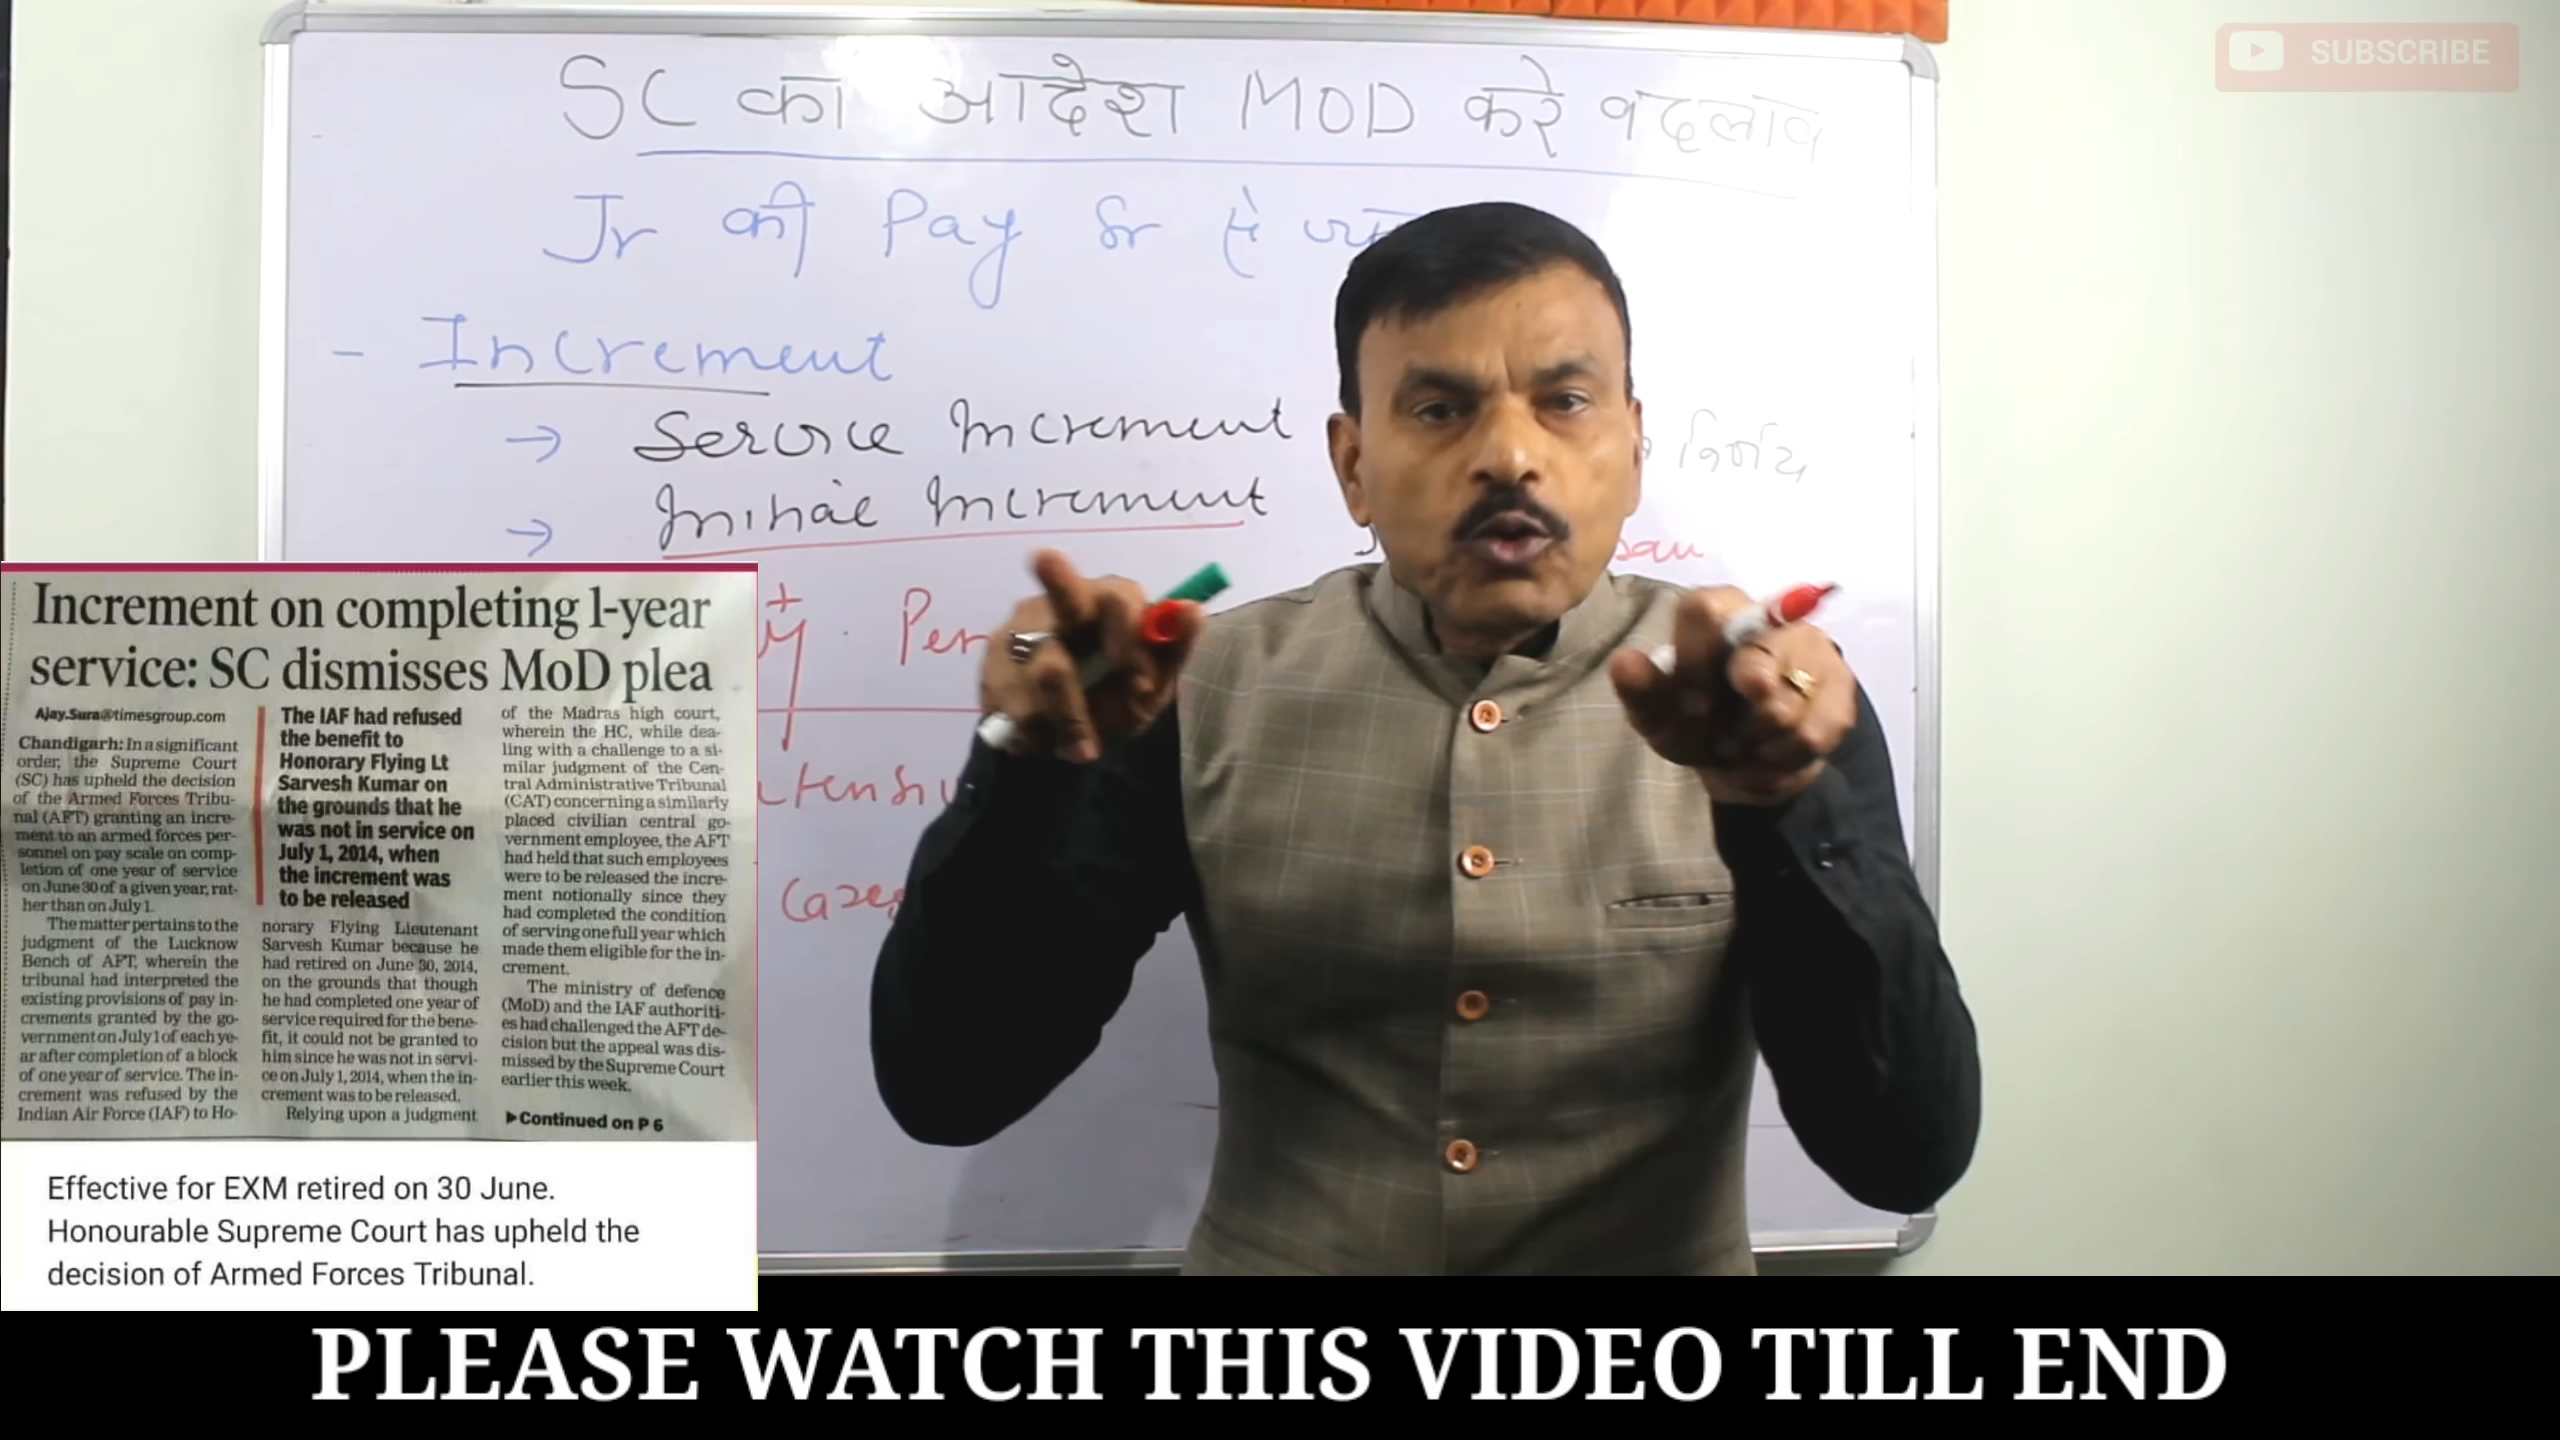 SUBSCRIBE
SC का आदेश MOD करे बदलाव
Jr की Pay Sr से
- Increment
→ Service Increment
→ Initial Increment
निर्णय
Cases
Increment on completing 1-year
service: SC dismisses MoD plea
Ajay.Sura@timesgroup.com
Chandigarh: In a significant
order, the Supreme Court
(SC) has upheld the decision
of the Armed Forces Tribu-
nal (AFT) granting an incre-
ment to an armed forces per-
sonnel on pay scale on comp-
letion of one year of service
on June 30 of a given year, rat-
her than on July 1.
The matter pertains to the
judgment of the Lucknow
Bench of AFT, wherein the
tribunal had interpreted the
existing provisions of pay in-
crements granted by the go-
vernment on July 1 of each ye-
ar after completion of a block
of one year of service. The in-
crement was refused by the
Indian Air Force (IAF) to Ho-
The IAF had refused
the benefit to
Honorary Flying Lt
Sarvesh Kumar on
the grounds that he
was not in service on
July 1, 2014, when
the increment was
to be released
norary Flying Lieutenant
Sarvesh Kumar because he
had retired on June 30, 2014,
on the grounds that though
he had completed one year of
service required for the bene-
fit, it could not be granted to
him since he was not in servi-
ce on July 1, 2014, when the in-
crement was to be released.
Relying upon a judgment
of the Madras high court,
wherein the HC, while dea-
ling with a challenge to a si-
milar judgment of the Cen-
tral Administrative Tribunal
(CAT) concerning a similarly
placed civilian central go-
vernment employee, the AFT
had held that such employees
were to be released the incre-
ment notionally since they
had completed the condition
of serving one full year which
made them eligible for the in-
crement.
The ministry of defence
(MoD) and the IAF authoriti-
es had challenged the AFT de-
cision but the appeal was dis-
missed by the Supreme Court
earlier this week.
▶Continued on P 6
Effective for EXM retired on 30 June.
Honourable Supreme Court has upheld the
decision of Armed Forces Tribunal.
PLEASE WATCH THIS VIDEO TILL END